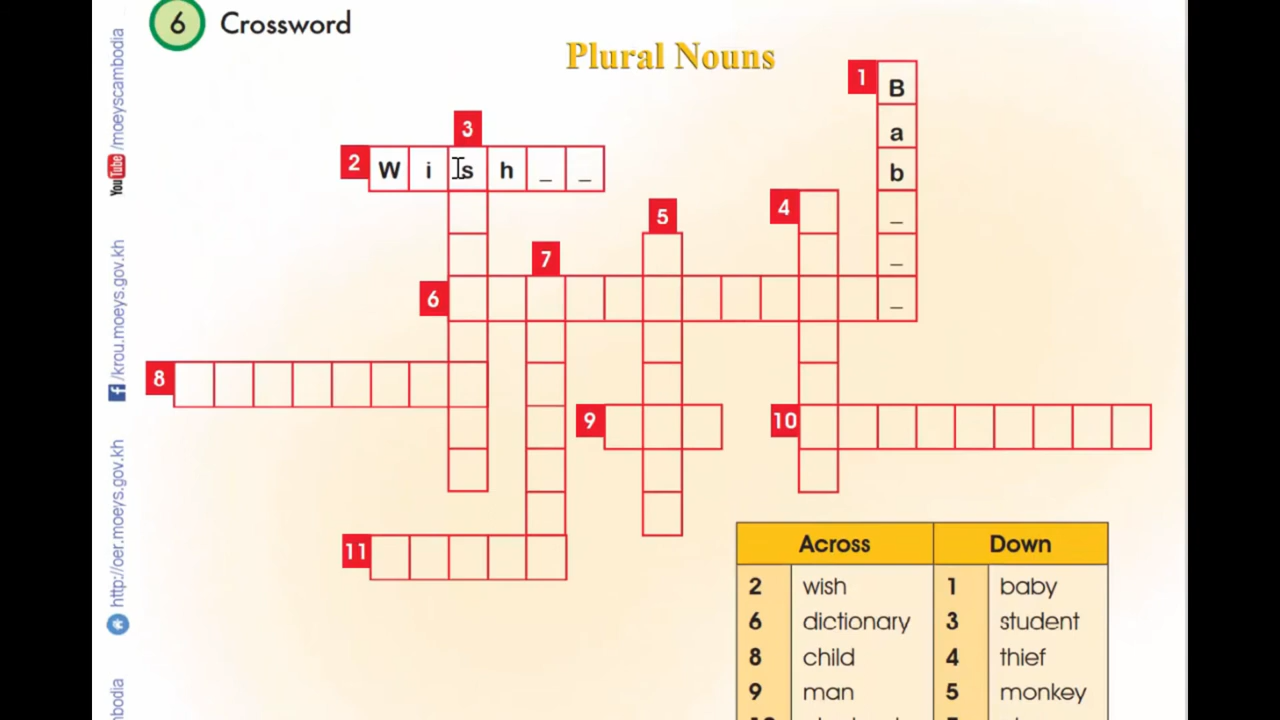 6 Crossword
Plural Nouns
1 B
a
b
_
_
_
3
2 W i s h _ _
4
5
7
6
8
9
10
11
Across Down
2 wish 1 baby
6 dictionary 3 student
8 child 4 thief
9 man 5 monkey
YouTube /moeyscambodia
f /krou.moeys.gov.kh
http://oer.moeys.gov.kh
mbodia